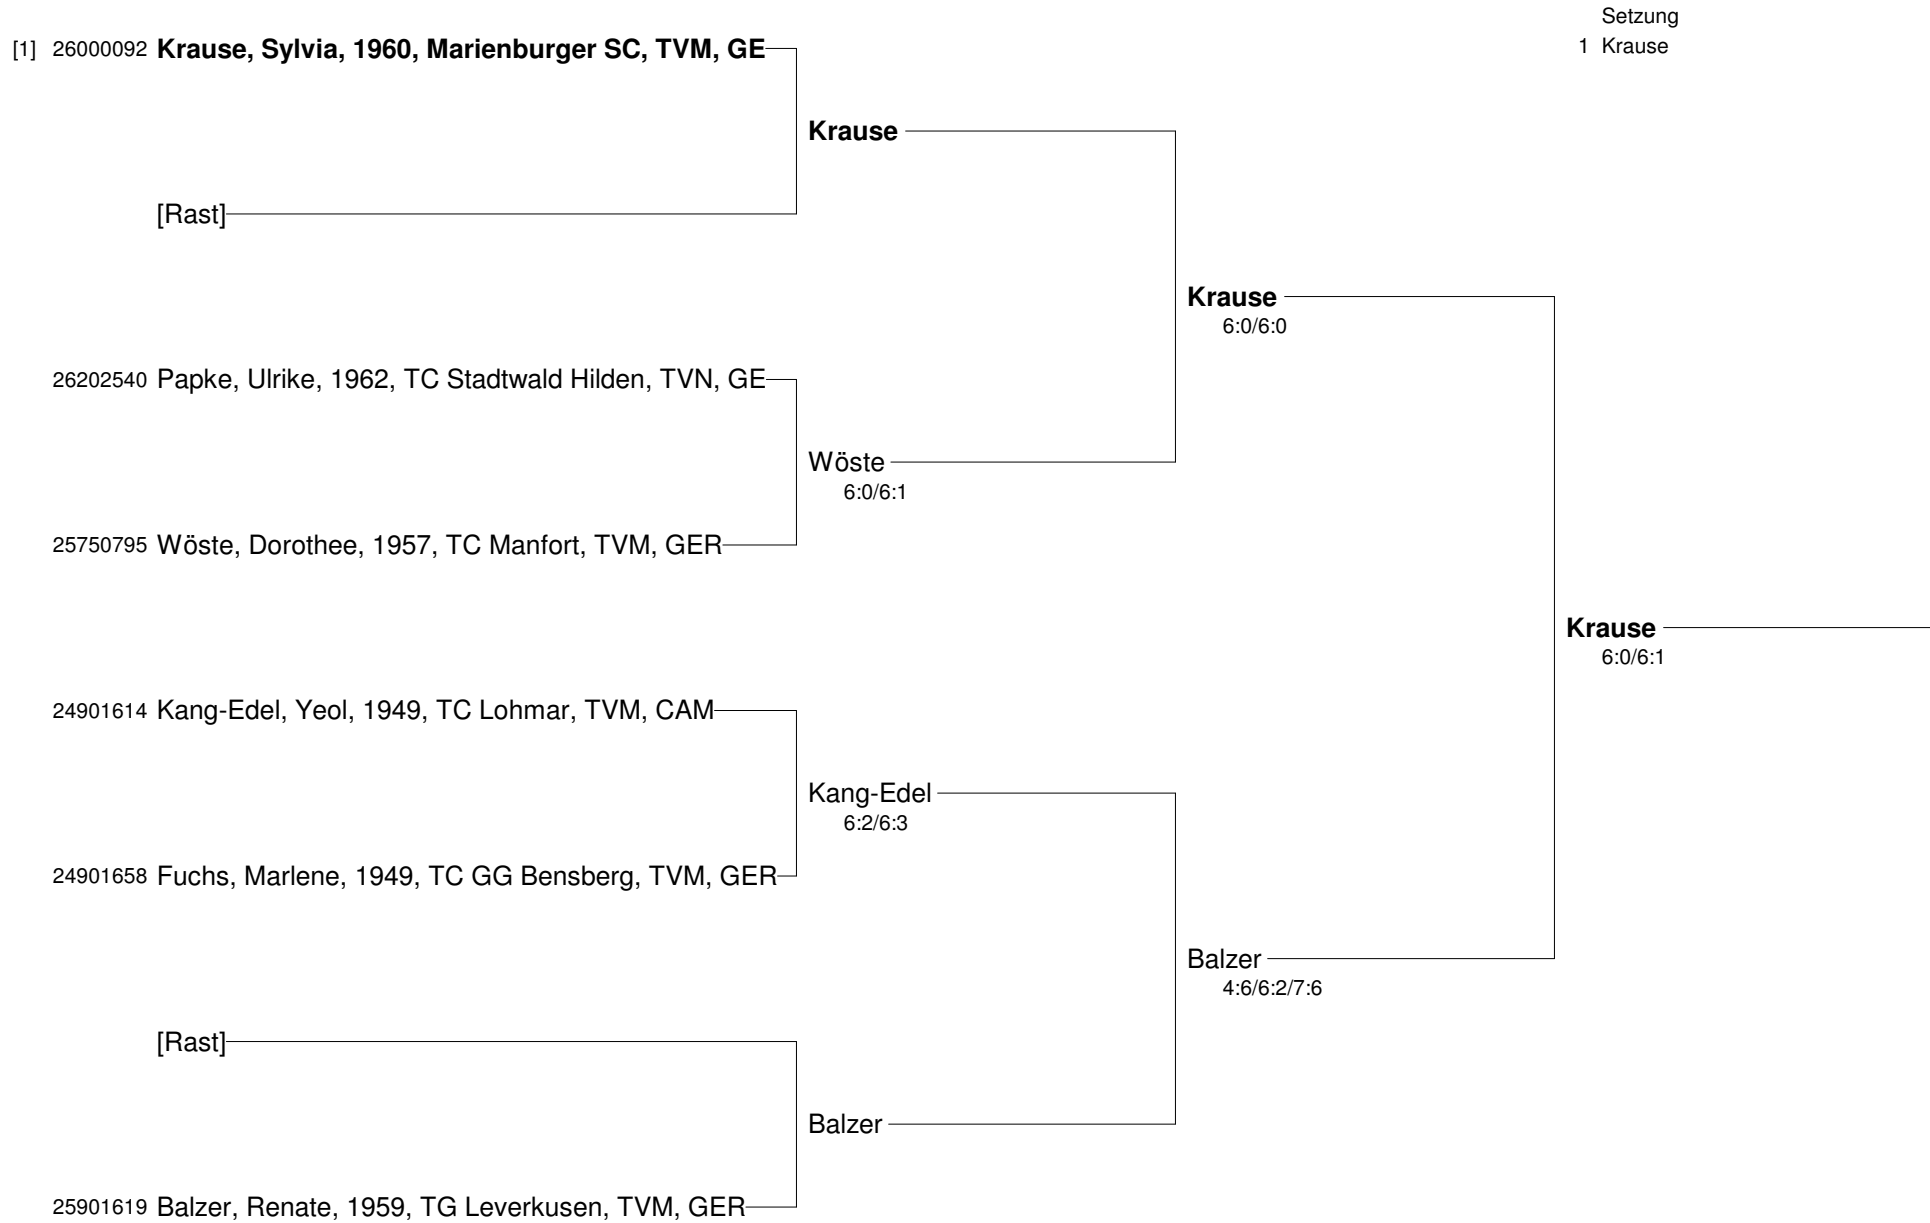 Setzung
1 Krause
[1] 26000092 Krause, Sylvia, 1960, Marienburger SC, TVM, GE
Krause
[Rast]
Krause
6:0/6:0
26202540 Papke, Ulrike, 1962, TC Stadtwald Hilden, TVN, GE
Wöste
6:0/6:1
25750795 Wöste, Dorothee, 1957, TC Manfort, TVM, GER
Krause
6:0/6:1
24901614 Kang-Edel, Yeol, 1949, TC Lohmar, TVM, CAM
Kang-Edel
6:2/6:3
24901658 Fuchs, Marlene, 1949, TC GG Bensberg, TVM, GER
Balzer
4:6/6:2/7:6
[Rast]
Balzer
25901619 Balzer, Renate, 1959, TG Leverkusen, TVM, GER